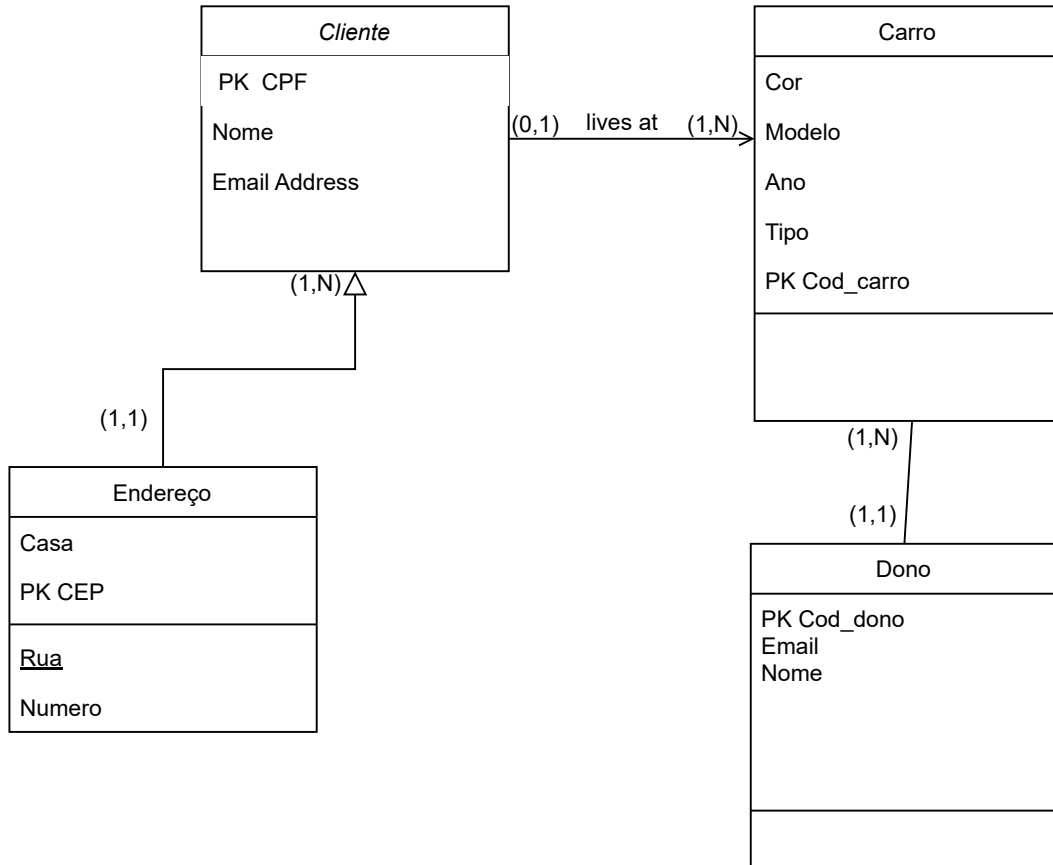 Cliente
PK  CPF
Nome
Email Address
(0,1)
lives at
(1,N)
Carro
Cor
Modelo
Ano
Tipo
PK Cod_carro
(1,N)
(1,1)
Endereço
Casa
PK CEP
Rua
Numero
(1,N)
(1,1)
Dono
PK Cod_dono
Email
Nome